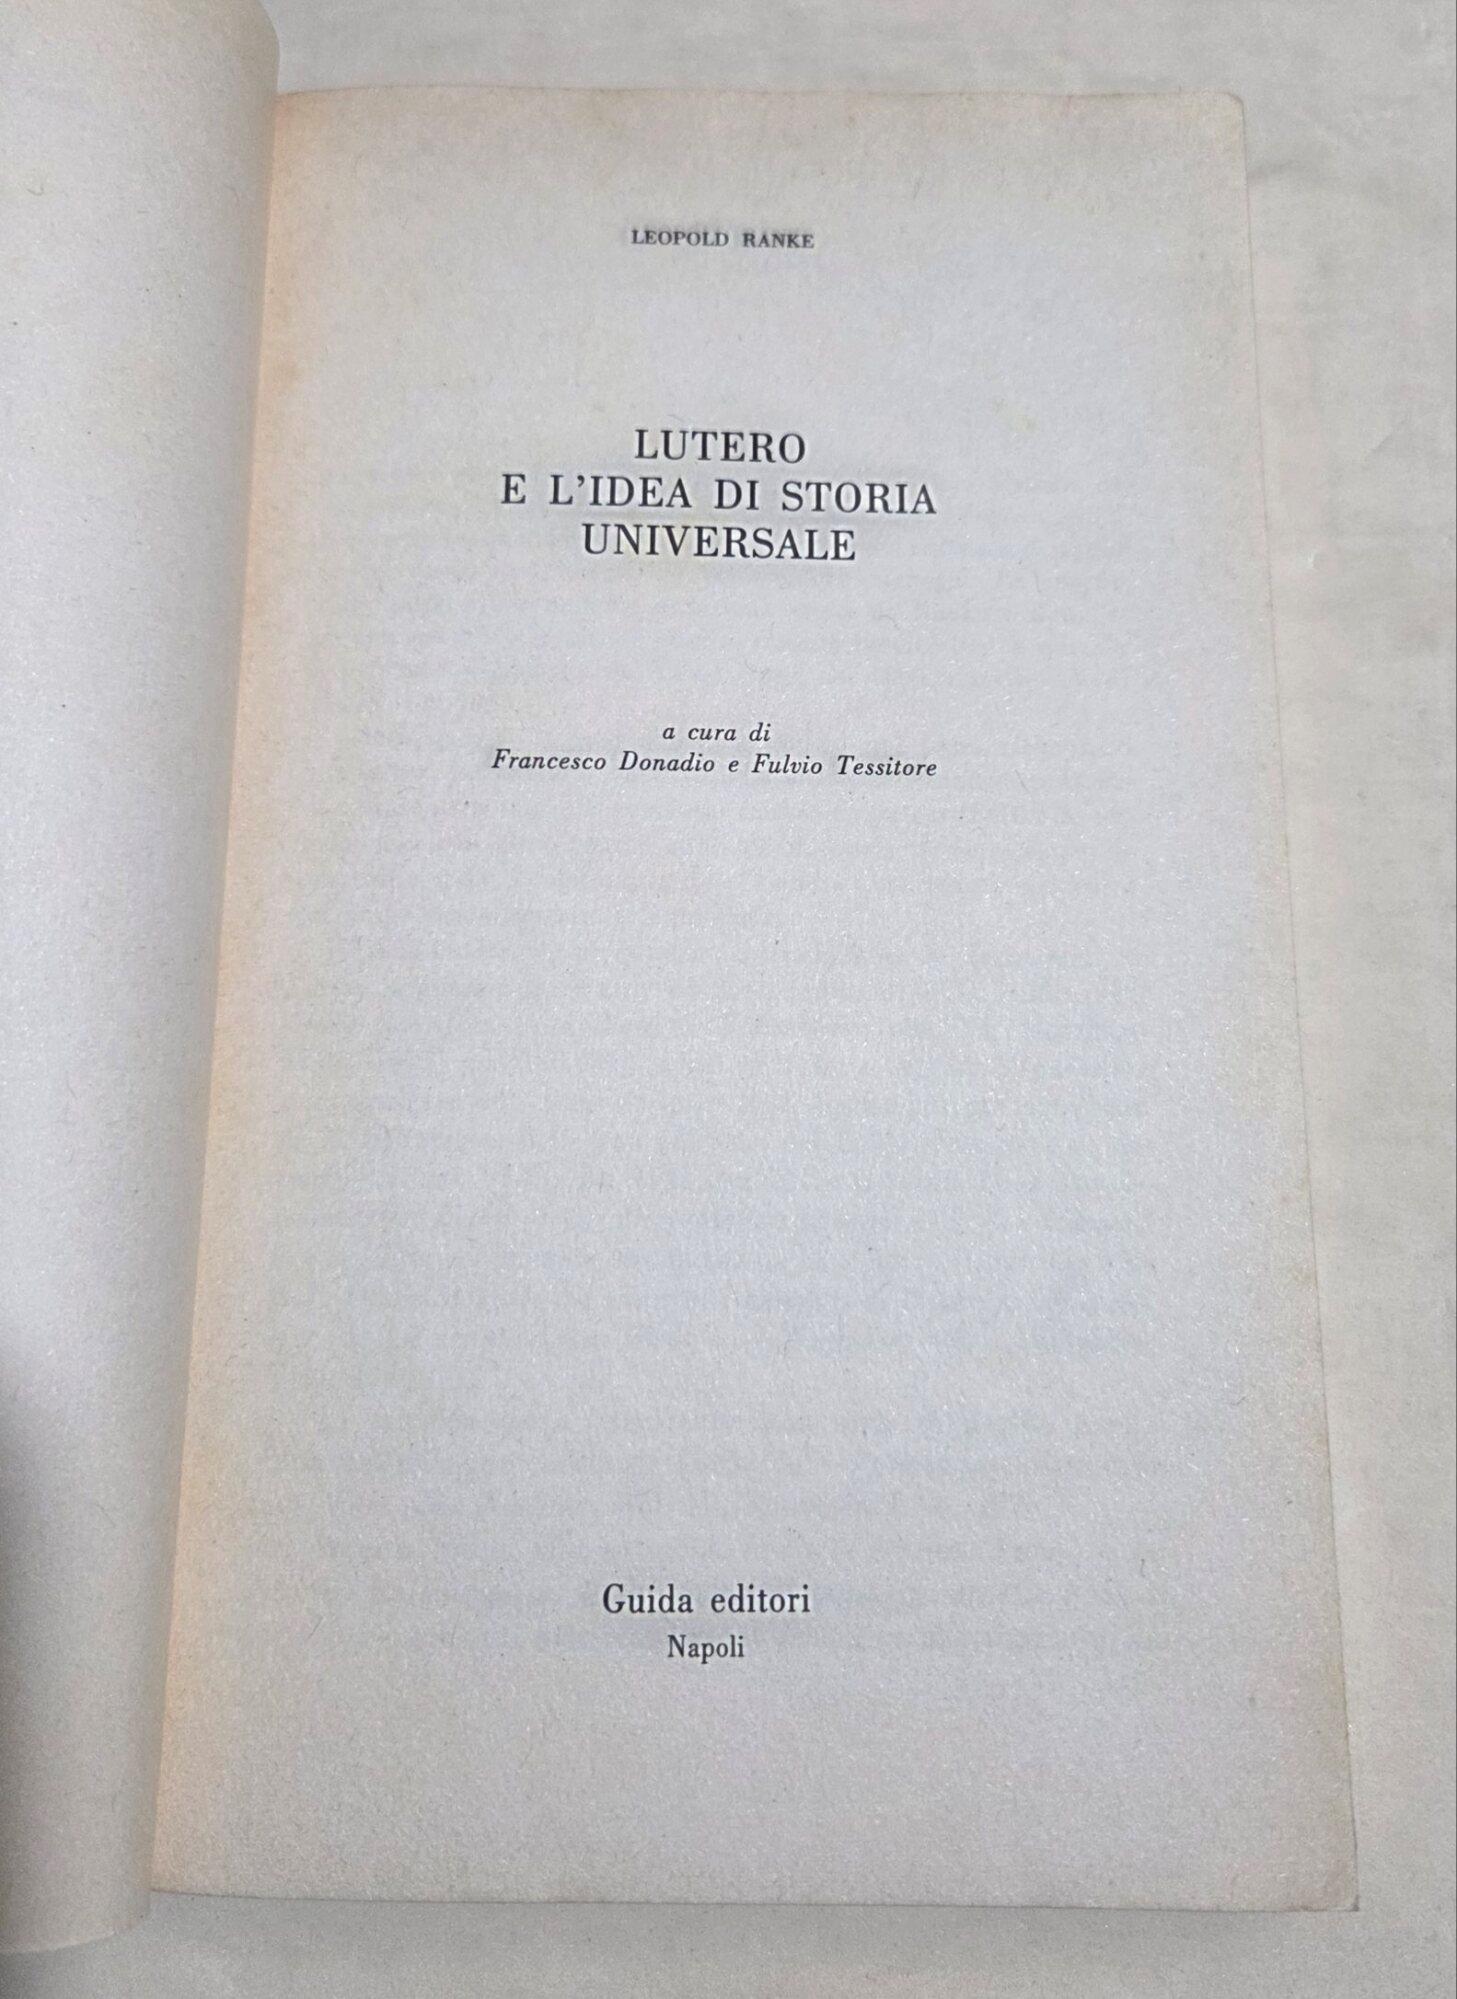 LEOPOLD RANKE
LUTERO
E L'IDEA DI STORIA
UNIVERSALE
a cura di
Francesco Donadio e Fulvio Tessitore
Guida editori
Napoli